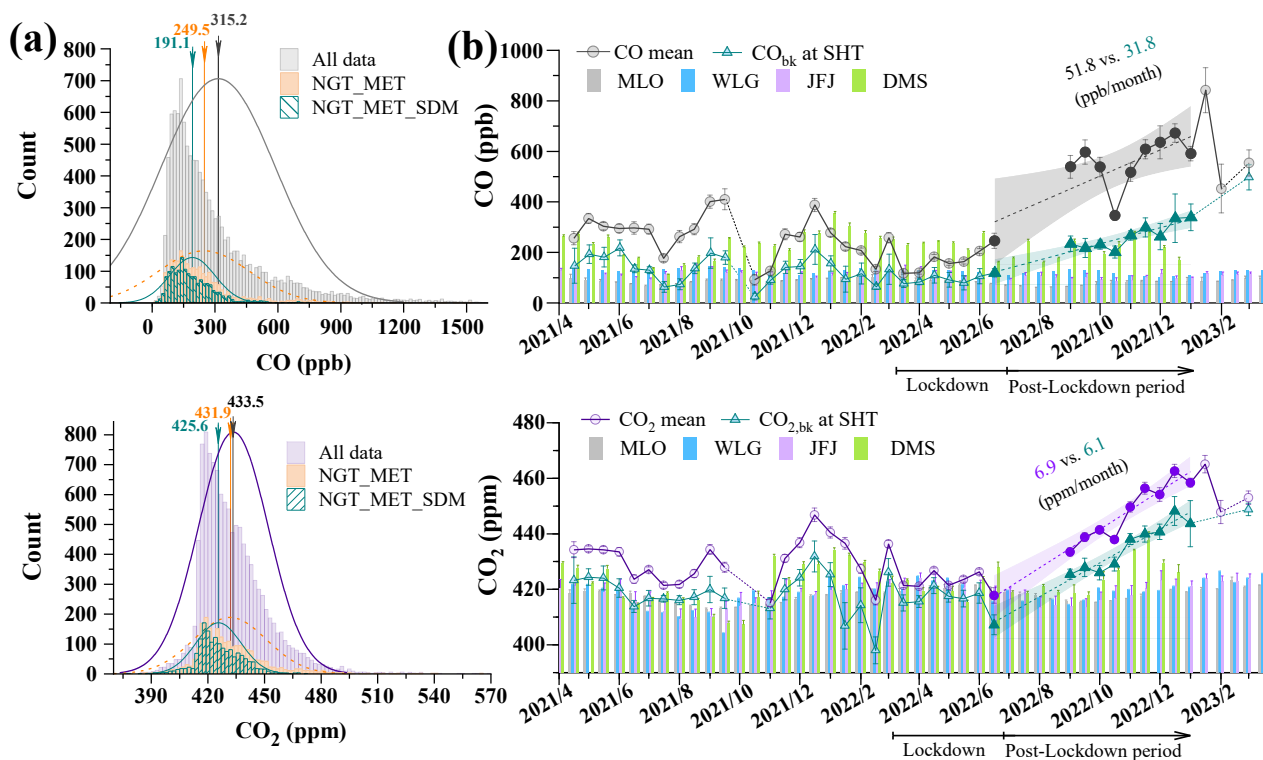 (a)
315.2
249.5
191.1
800
700
600
500
400
300
200
100
0
Count
All data
NGT_MET
NGT_MET_SDM
0 300 600 900 1200 1500
CO (ppb)
433.5
431.9
425.6
800
700
600
500
400
300
200
100
0
Count
All data
NGT_MET
NGT_MET_SDM
390 420 450 480 510 540 570
CO₂ (ppm)
(b)
1000
800
600
400
200
0
CO (ppb)
CO mean CO_bk at SHT
MLO WLG JFJ DMS
51.8 vs. 31.8
(ppb/month)
2021/4 2021/6 2021/8 2021/10 2021/12 2022/2 2022/4 2022/6 2022/8 2022/10 2022/12 2023/2
Lockdown Post-Lockdown period
480
460
440
420
400
CO₂ (ppm)
CO₂ mean CO₂,bk at SHT
MLO WLG JFJ DMS
6.9 vs. 6.1
(ppm/month)
2021/4 2021/6 2021/8 2021/10 2021/12 2022/2 2022/4 2022/6 2022/8 2022/10 2022/12 2023/2
Lockdown Post-Lockdown period